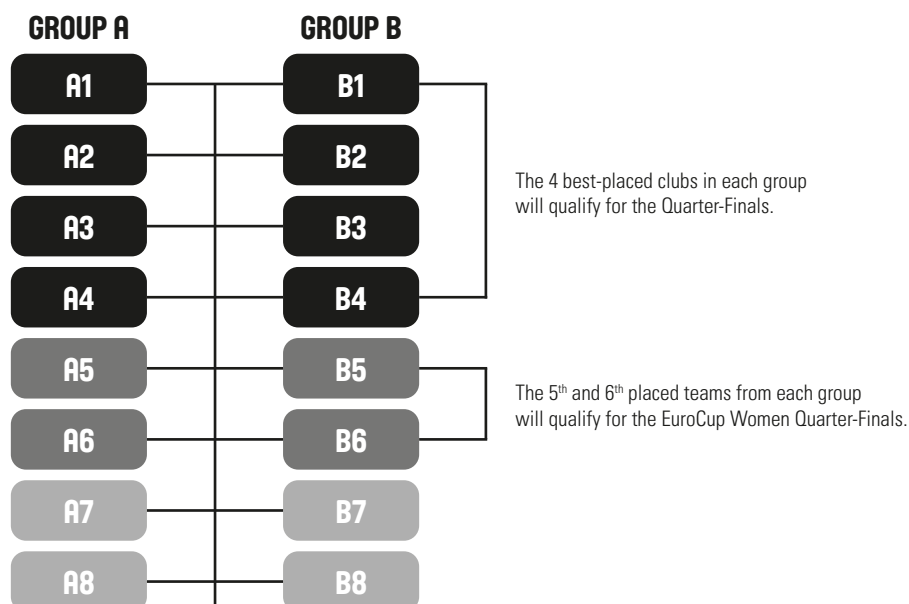 GROUP A GROUP B
A1 B1
A2 B2
The 4 best-placed clubs in each group
will qualify for the Quarter-Finals.
A3 B3
A4 B4
A5 B5
The 5th and 6th placed teams from each group
will qualify for the EuroCup Women Quarter-Finals.
A6 B6
A7 B7
A8 B8